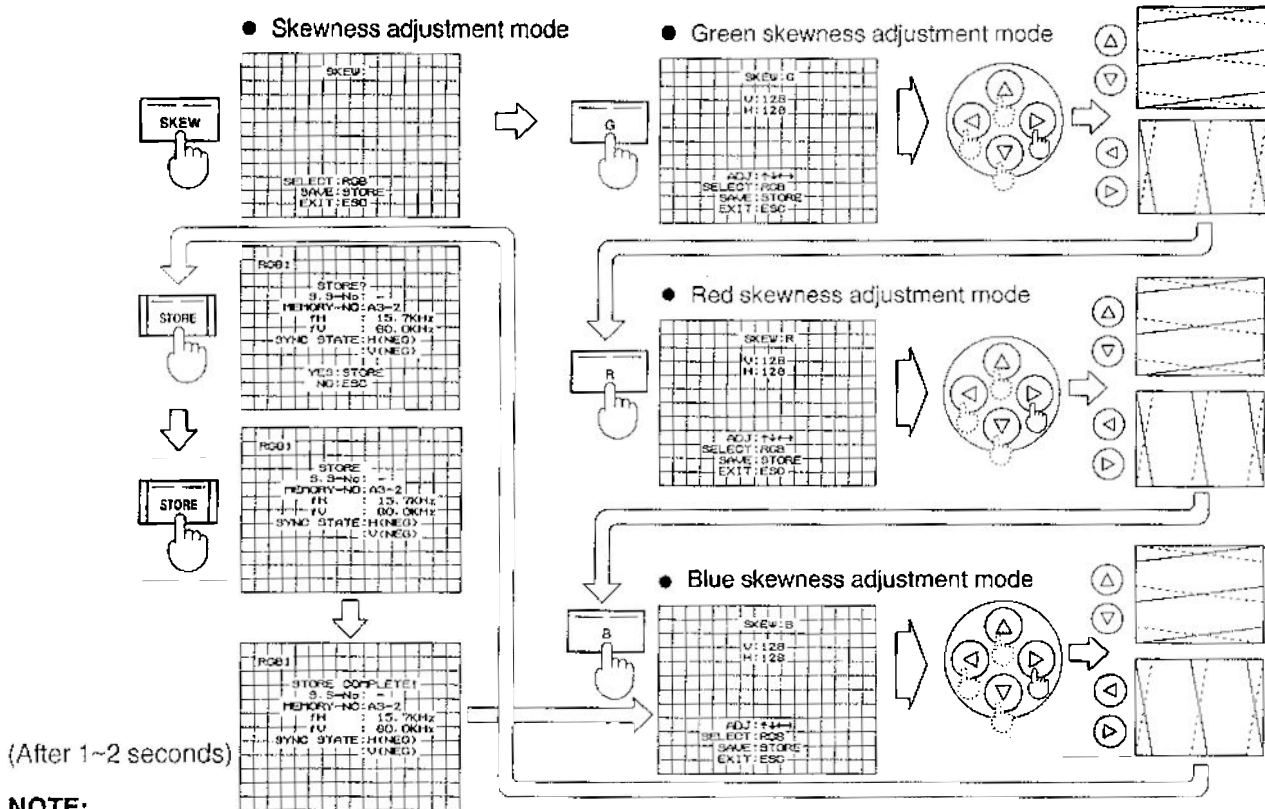 ● Skewness adjustment mode
SKEW
SKEW:
SELECT:RGB
SAVE:STORE
EXIT:ESC
● Green skewness adjustment mode
G
SKEW:G
V:128
H:128
ADJ:↑↓←→
SELECT:RGB
SAVE:STORE
EXIT:ESC
● Red skewness adjustment mode
R
SKEW:R
V:128
H:128
ADJ:↑↓←→
SELECT:RGB
SAVE:STORE
EXIT:ESC
● Blue skewness adjustment mode
B
SKEW:B
V:128
H:128
ADJ:↑↓←→
SELECT:RGB
SAVE:STORE
EXIT:ESC
STORE
RGB1
STORE?
S.S-No: -
MEMORY-NO:A3-2
fH : 15.7KHz
fV : 60.0KHz
SYNC STATE:H(NEG)
:V(NEG)
YES:STORE
NO:ESC
STORE
RGB1
STORE
S.S-No: -
MEMORY-NO:A3-2
fH : 15.7KHz
fV : 60.0KHz
SYNC STATE:H(NEG)
:V(NEG)
RGB1
STORE COMPLETE!
S.S-No: -
MEMORY-NO:A3-2
fH : 15.7KHz
fV : 60.0KHz
SYNC STATE:H(NEG)
:V(NEG)
(After 1~2 seconds)
NOTE: